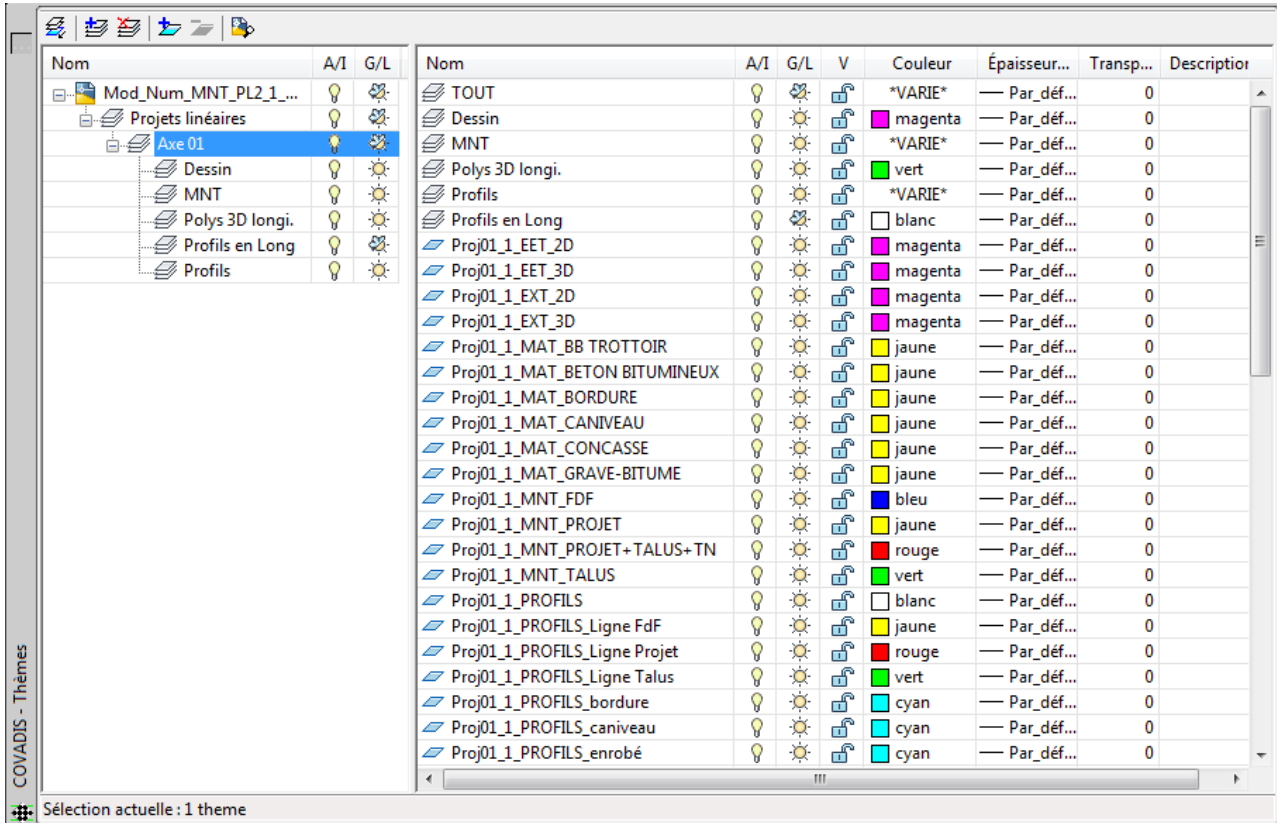 Nom A/I G/L
Mod_Num_MNT_PL2_1_...
Projets linéaires
Axe 01
Dessin
MNT
Polys 3D longi.
Profils en Long
Profils
Nom A/I G/L V Couleur Épaisseur... Transp... Description
TOUT *VARIE* Par_déf... 0
Dessin magenta Par_déf... 0
MNT *VARIE* Par_déf... 0
Polys 3D longi. vert Par_déf... 0
Profils *VARIE* Par_déf... 0
Profils en Long blanc Par_déf... 0
Proj01_1_EET_2D magenta Par_déf... 0
Proj01_1_EET_3D magenta Par_déf... 0
Proj01_1_EXT_2D magenta Par_déf... 0
Proj01_1_EXT_3D magenta Par_déf... 0
Proj01_1_MAT_BB TROTTOIR jaune Par_déf... 0
Proj01_1_MAT_BETON BITUMINEUX jaune Par_déf... 0
Proj01_1_MAT_BORDURE jaune Par_déf... 0
Proj01_1_MAT_CANIVEAU jaune Par_déf... 0
Proj01_1_MAT_CONCASSE jaune Par_déf... 0
Proj01_1_MAT_GRAVE-BITUME jaune Par_déf... 0
Proj01_1_MNT_FDF bleu Par_déf... 0
Proj01_1_MNT_PROJET jaune Par_déf... 0
Proj01_1_MNT_PROJET+TALUS+TN rouge Par_déf... 0
Proj01_1_MNT_TALUS vert Par_déf... 0
Proj01_1_PROFILS blanc Par_déf... 0
Proj01_1_PROFILS_Ligne FdF jaune Par_déf... 0
Proj01_1_PROFILS_Ligne Projet rouge Par_déf... 0
Proj01_1_PROFILS_Ligne Talus vert Par_déf... 0
Proj01_1_PROFILS_bordure cyan Par_déf... 0
Proj01_1_PROFILS_caniveau cyan Par_déf... 0
Proj01_1_PROFILS_enrobé cyan Par_déf... 0
COVADIS - Thèmes
Sélection actuelle : 1 theme